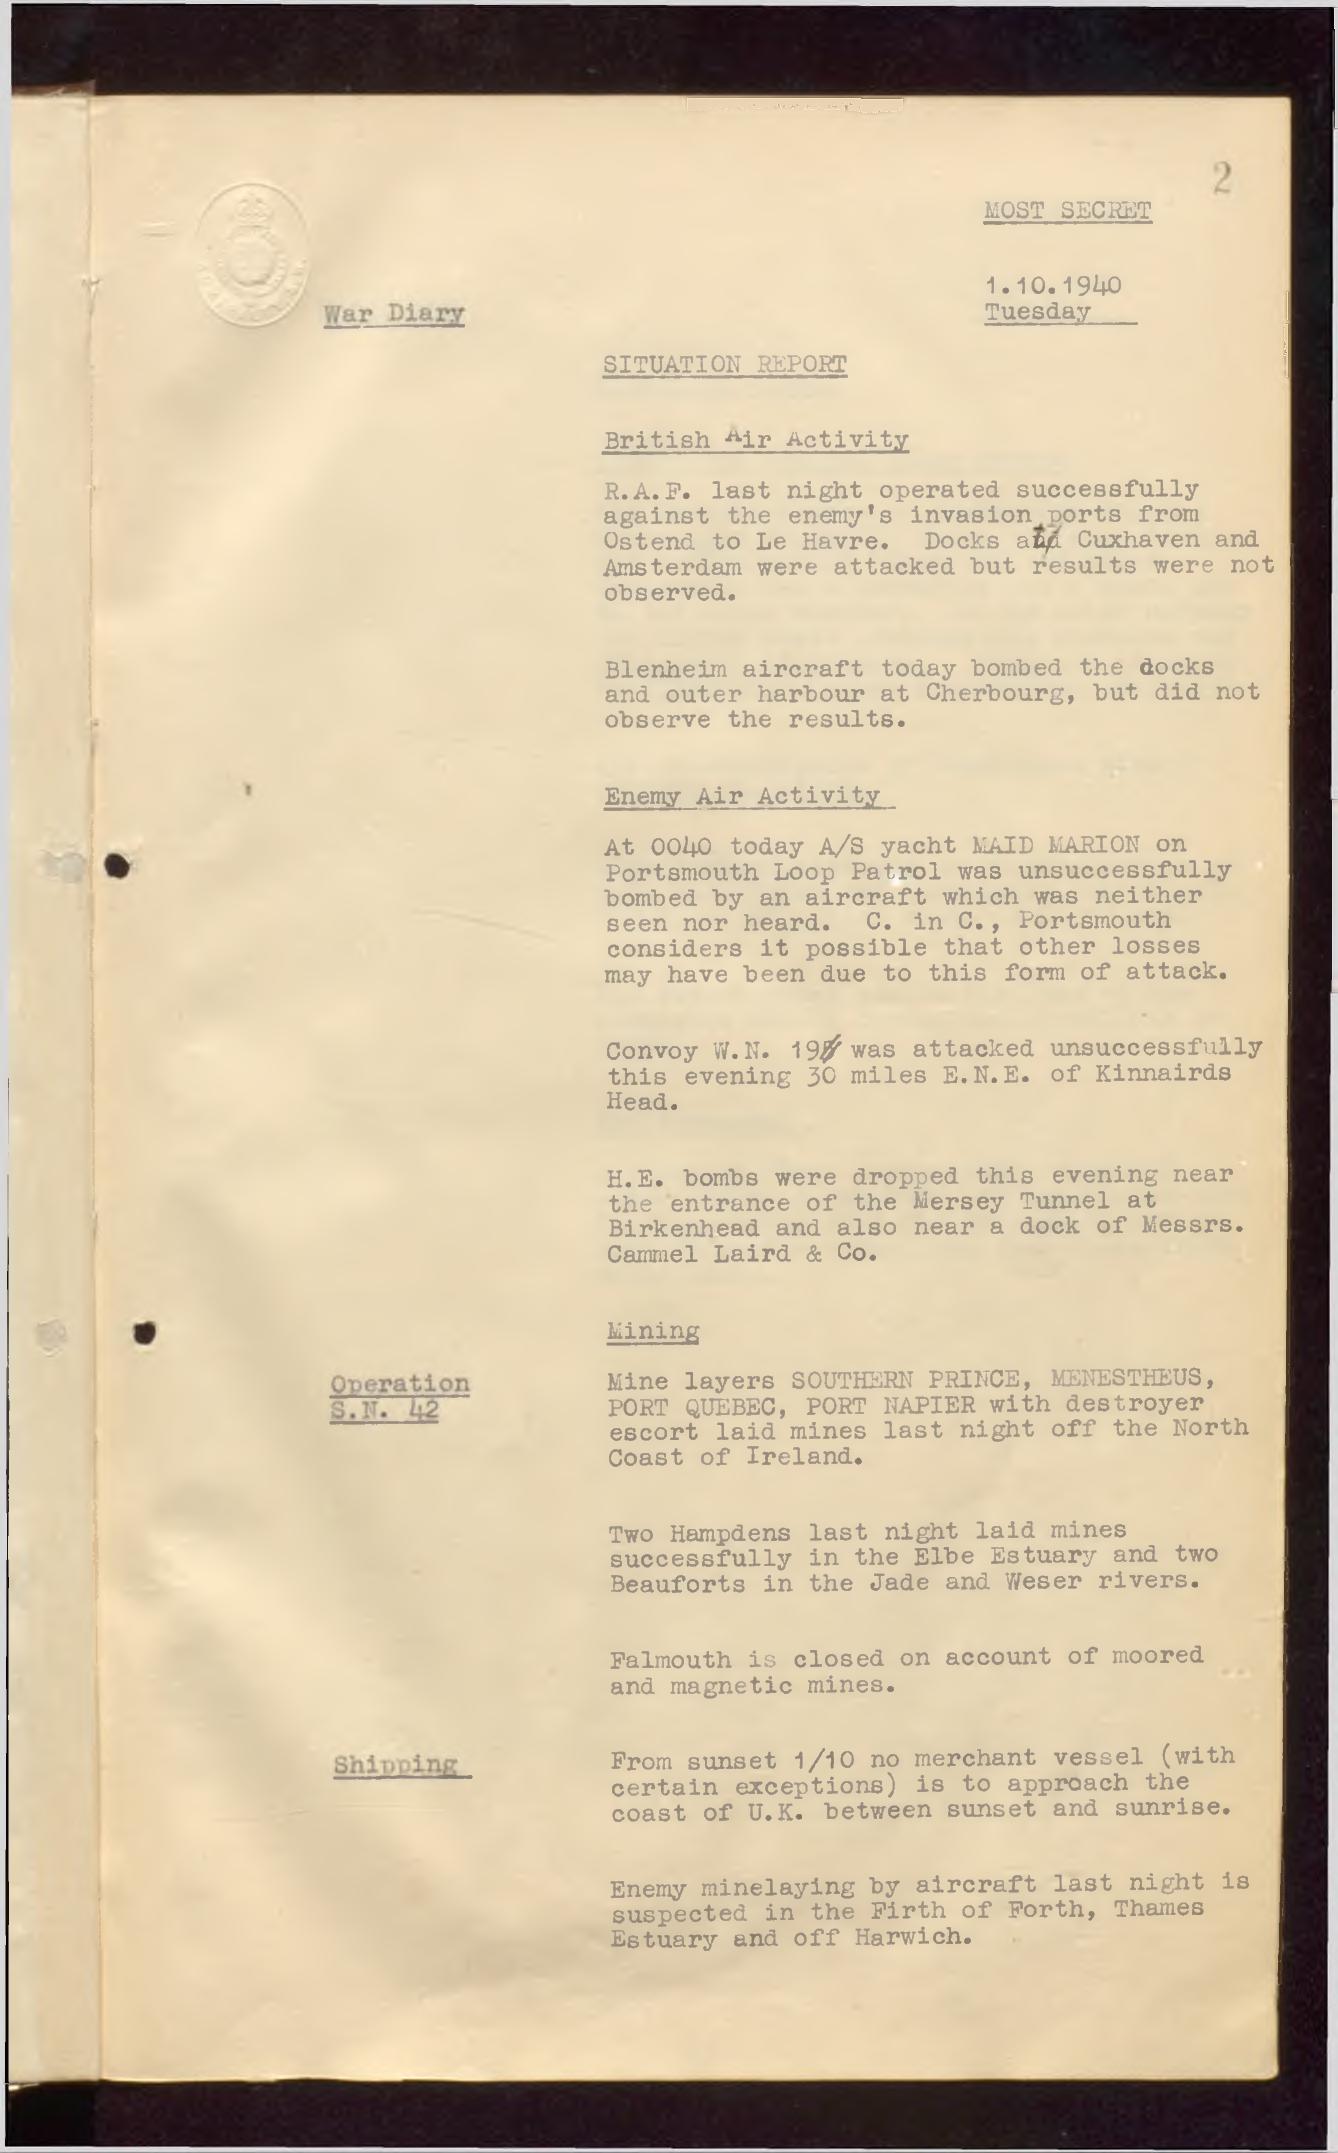 2
MOST SECRET
1.10.1940
War Diary
Tuesday
SITUATION REPORT
British Air Activity
R.A.F. last night operated successfully
against the enemy's invasion ports from
Ostend to Le Havre. Docks at Cuxhaven and
Amsterdam were attacked but results were not
observed.
Blenheim aircraft today bombed the docks
and outer harbour at Cherbourg, but did not
observe the results.
Enemy Air Activity
At 0040 today A/S yacht MAID MARION on
Portsmouth Loop Patrol was unsuccessfully
bombed by an aircraft which was neither
seen nor heard. C. in C., Portsmouth
considers it possible that other losses
may have been due to this form of attack.
Convoy W.N. 19 was attacked unsuccessfully
this evening 30 miles E.N.E. of Kinnairds
Head.
H.E. bombs were dropped this evening near
the entrance of the Mersey Tunnel at
Birkenhead and also near a dock of Messrs.
Cammel Laird & Co.
Mining
Operation
S.N. 42
Mine layers SOUTHERN PRINCE, MENESTHEUS,
PORT QUEBEC, PORT NAPIER with destroyer
escort laid mines last night off the North
Coast of Ireland.
Two Hampdens last night laid mines
successfully in the Elbe Estuary and two
Beauforts in the Jade and Weser rivers.
Falmouth is closed on account of moored
and magnetic mines.
Shipping
From sunset 1/10 no merchant vessel (with
certain exceptions) is to approach the
coast of U.K. between sunset and sunrise.
Enemy minelaying by aircraft last night is
suspected in the Firth of Forth, Thames
Estuary and off Harwich.